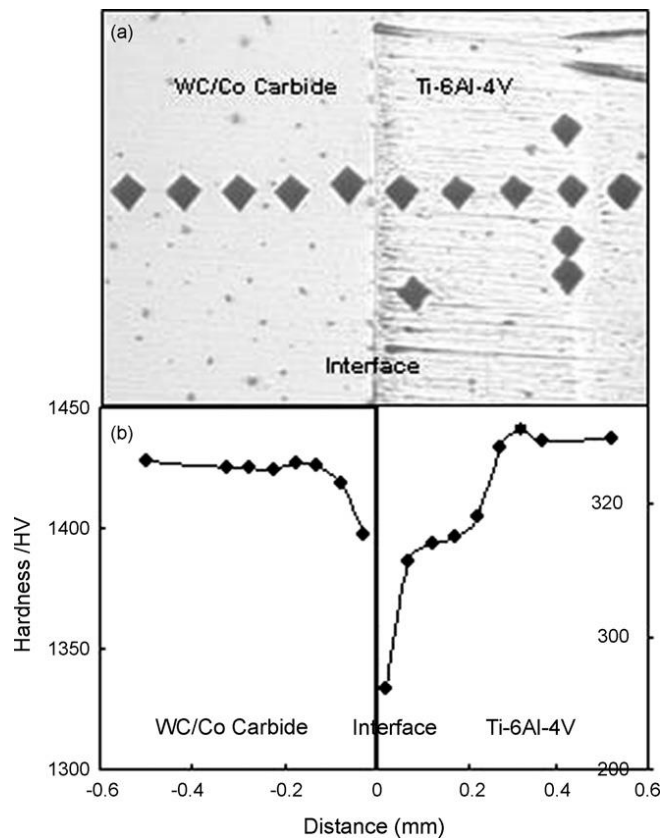 (a)
WC/Co Carbide Ti-6Al-4V
Interface
(b)
1450
1400
1350
1300
Hardness /HV
320
300
200
WC/Co Carbide Interface Ti-6Al-4V
-0.6 -0.4 -0.2 0 0.2 0.4 0.6
Distance (mm)